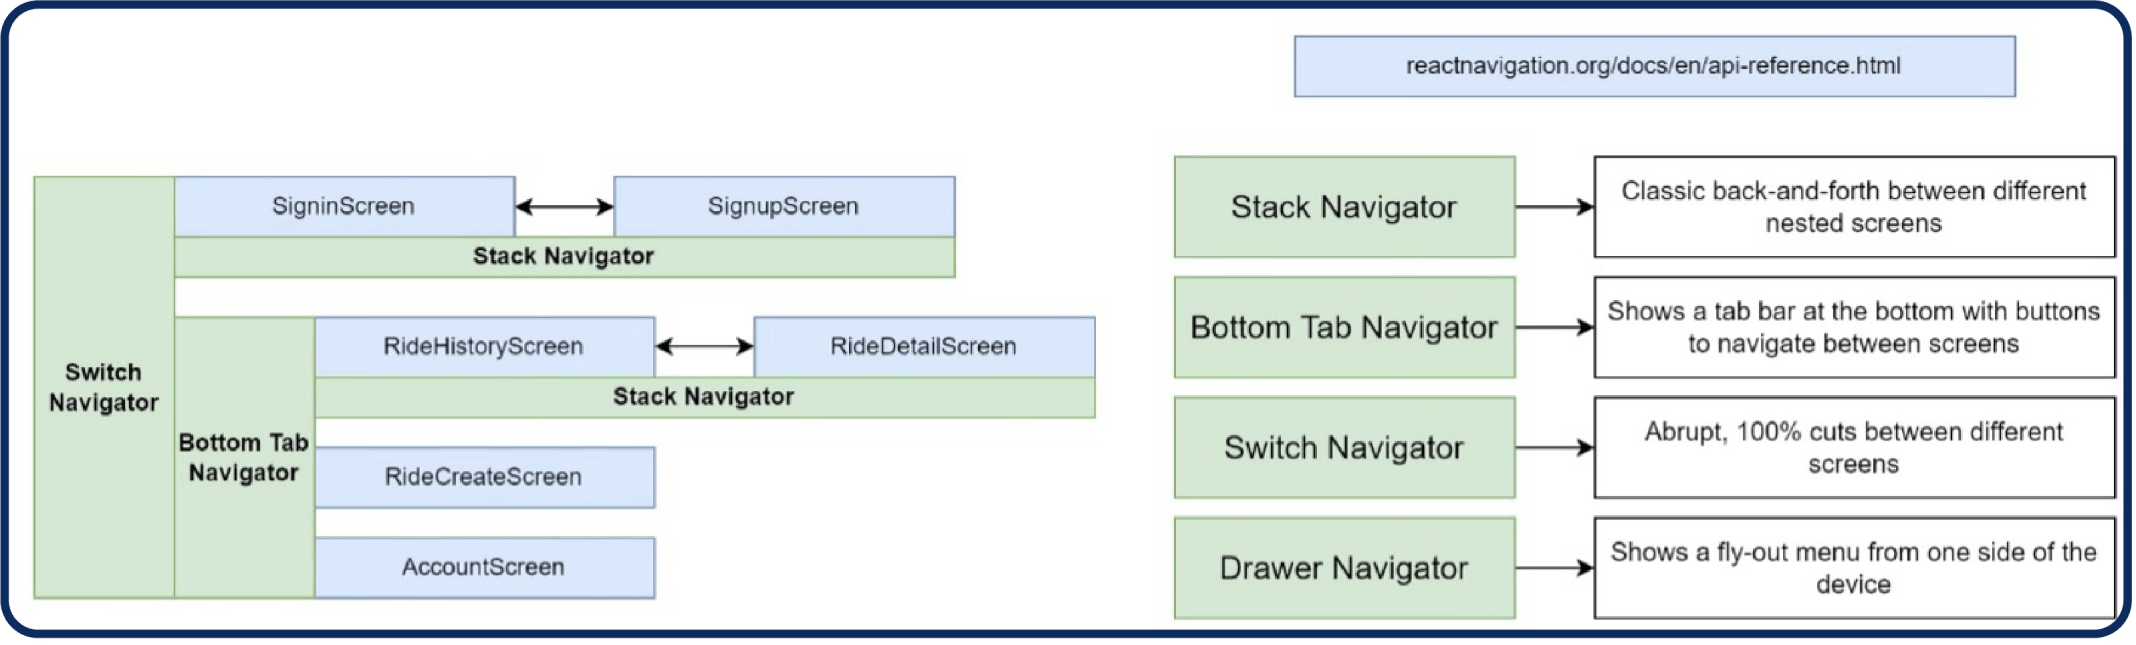 reactnavigation.org/docs/en/api-reference.html
SigninScreen
SignupScreen
Stack Navigator
Switch
Navigator
RideHistoryScreen
RideDetailScreen
Stack Navigator
Bottom Tab
Navigator
RideCreateScreen
AccountScreen
Stack Navigator
Classic back-and-forth between different
nested screens
Bottom Tab Navigator
Shows a tab bar at the bottom with buttons
to navigate between screens
Switch Navigator
Abrupt, 100% cuts between different
screens
Drawer Navigator
Shows a fly-out menu from one side of the
device